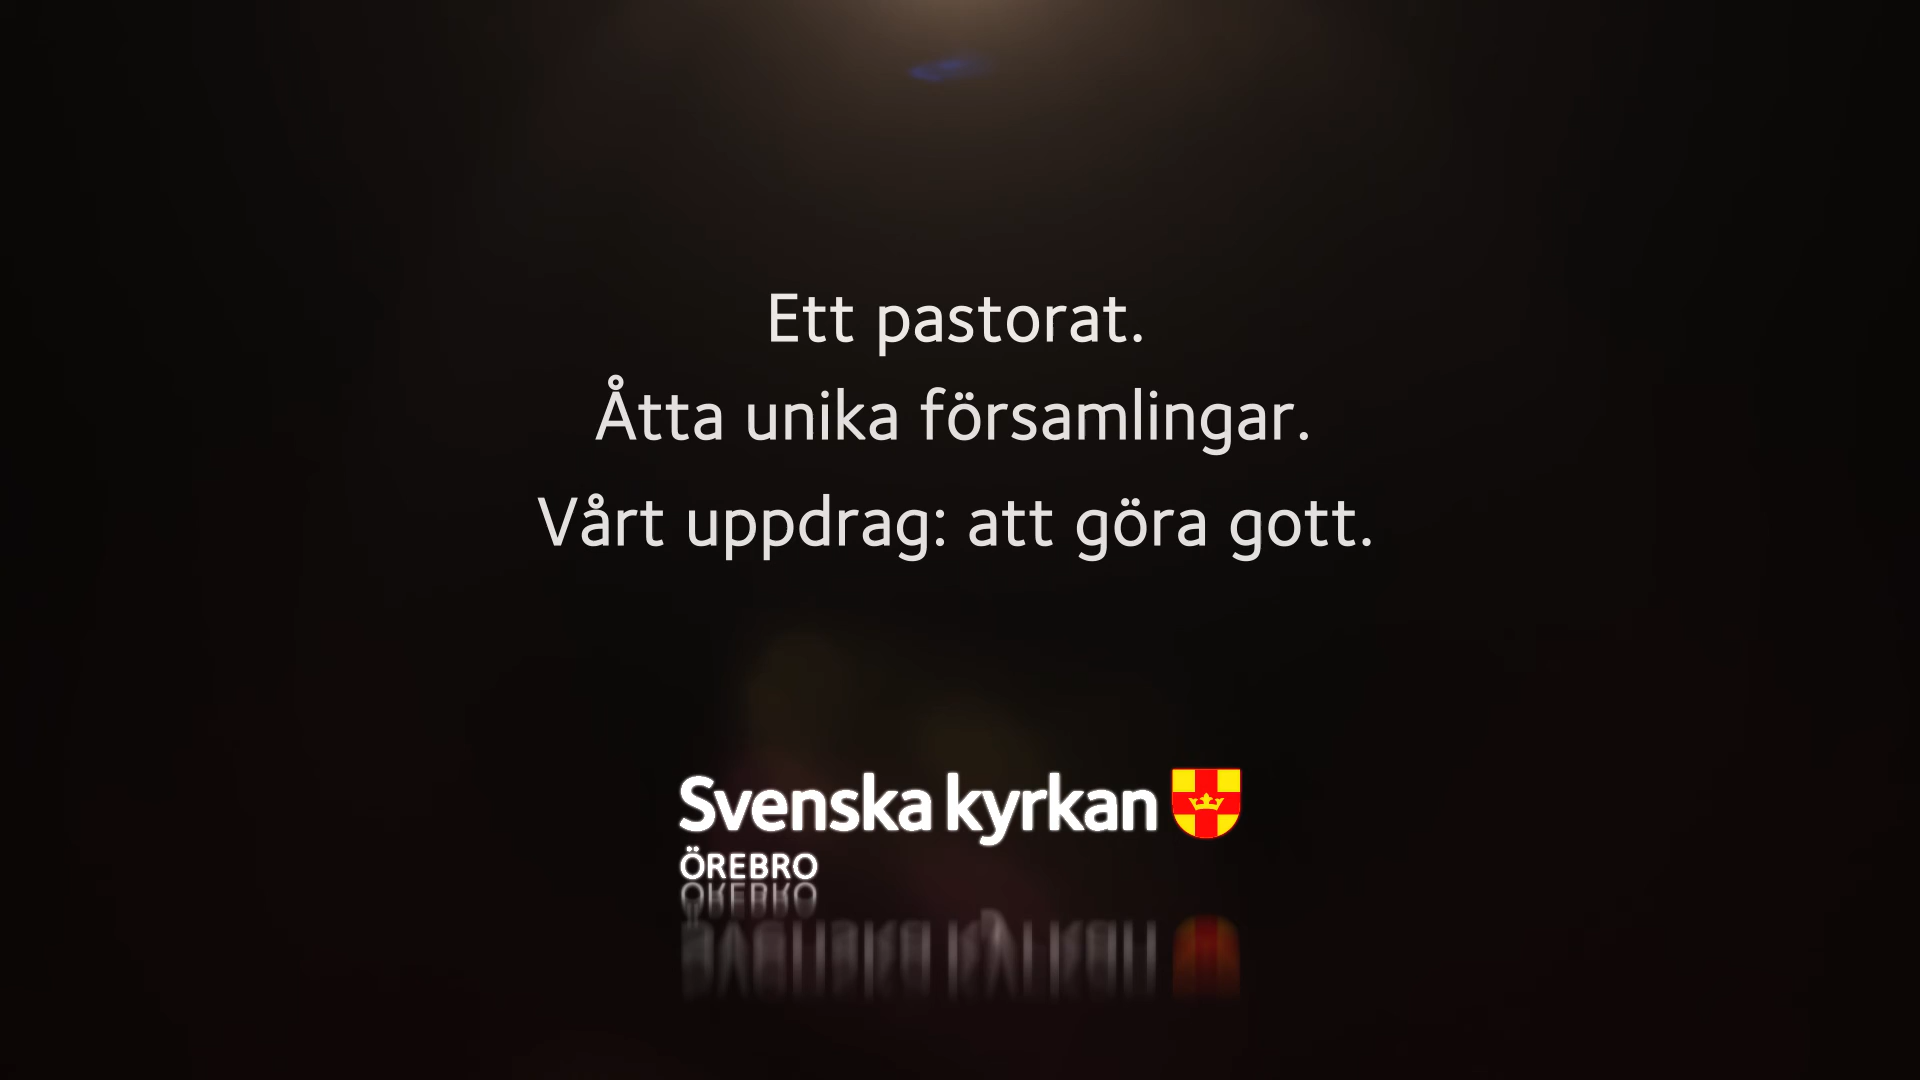 Ett pastorat.
Åtta unika församlingar.
Vårt uppdrag: att göra gott.
Svenska kyrkan
ÖREBRO